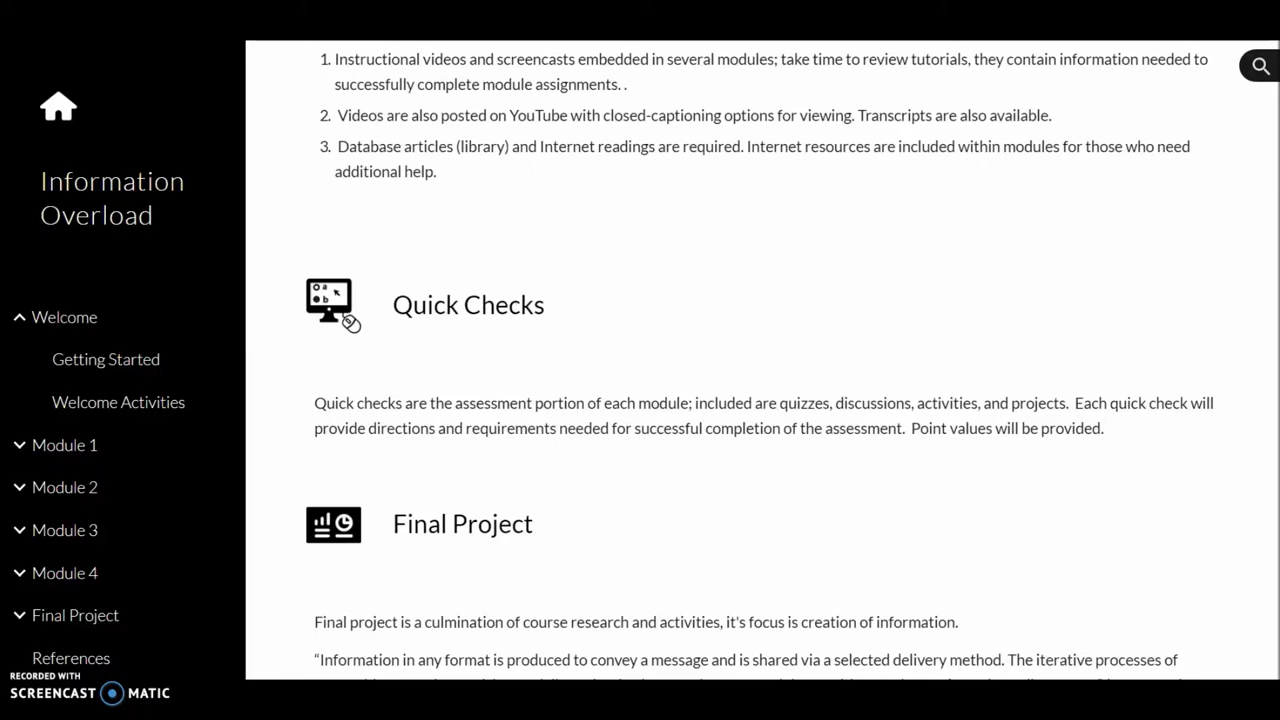 Information
Overload
Welcome
Getting Started
Welcome Activities
Module 1
Module 2
Module 3
Module 4
Final Project
References
RECORDED WITH
SCREENCAST MATIC
1. Instructional videos and screencasts embedded in several modules; take time to review tutorials, they contain information needed to
successfully complete module assignments. .
2. Videos are also posted on YouTube with closed-captioning options for viewing. Transcripts are also available.
3. Database articles (library) and Internet readings are required. Internet resources are included within modules for those who need
additional help.
Quick Checks
Quick checks are the assessment portion of each module; included are quizzes, discussions, activities, and projects. Each quick check will
provide directions and requirements needed for successful completion of the assessment. Point values will be provided.
Final Project
Final project is a culmination of course research and activities, it's focus is creation of information.
“Information in any format is produced to convey a message and is shared via a selected delivery method. The iterative processes of